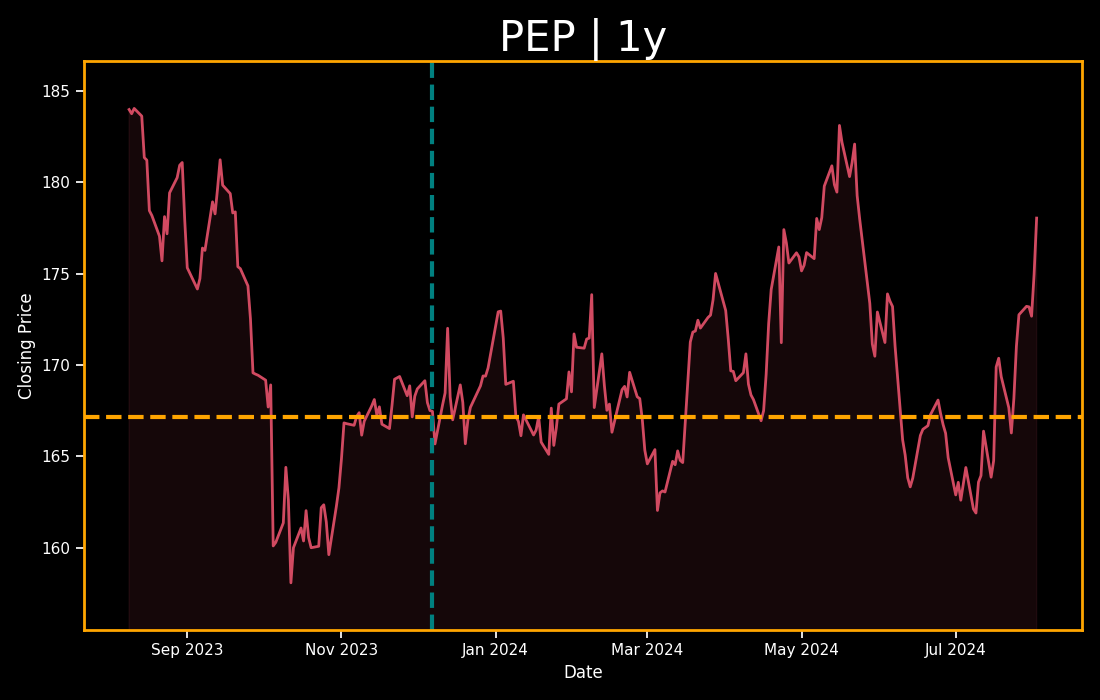 PEP | 1y
185
180
175
170
165
160
Closing Price
Sep 2023
Nov 2023
Jan 2024
Mar 2024
May 2024
Jul 2024
Date